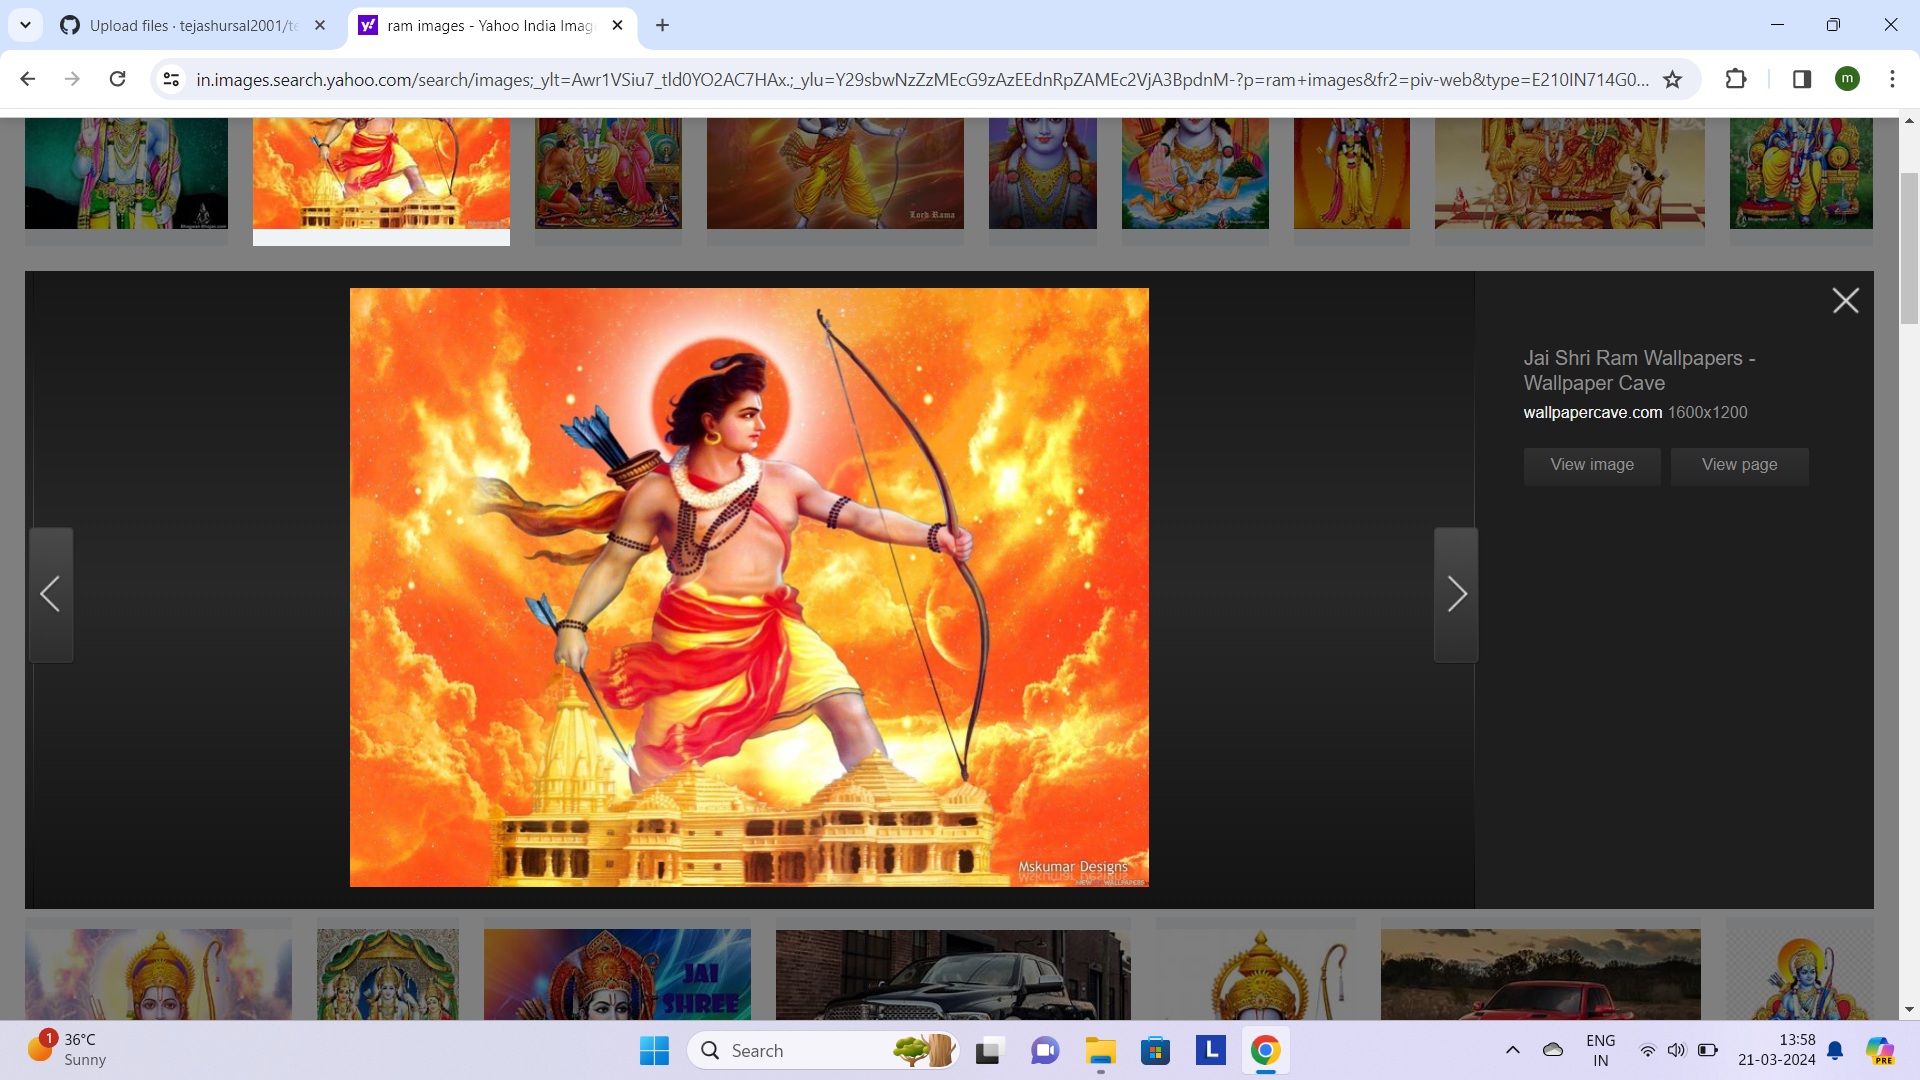 Upload files · tejashursal2001/te
ram images - Yahoo India Imag
in.images.search.yahoo.com/search/images;_ylt=Awr1VSiu7_tld0YO2AC7HAx.;_ylu=Y29sbwNzZzMEcG9zAzEEdnRpZAMEc2VjA3BpdnM-?p=ram+images&fr2=piv-web&type=E210IN714G0...
m
Lord Rama
Jai Shri Ram Wallpapers -
Wallpaper Cave
wallpapercave.com 1600x1200
View image View page
Mskumar Designs
JAI
SHREE
1
36°C
Sunny
Search
L
ENG
IN
13:58
21-03-2024
PRE